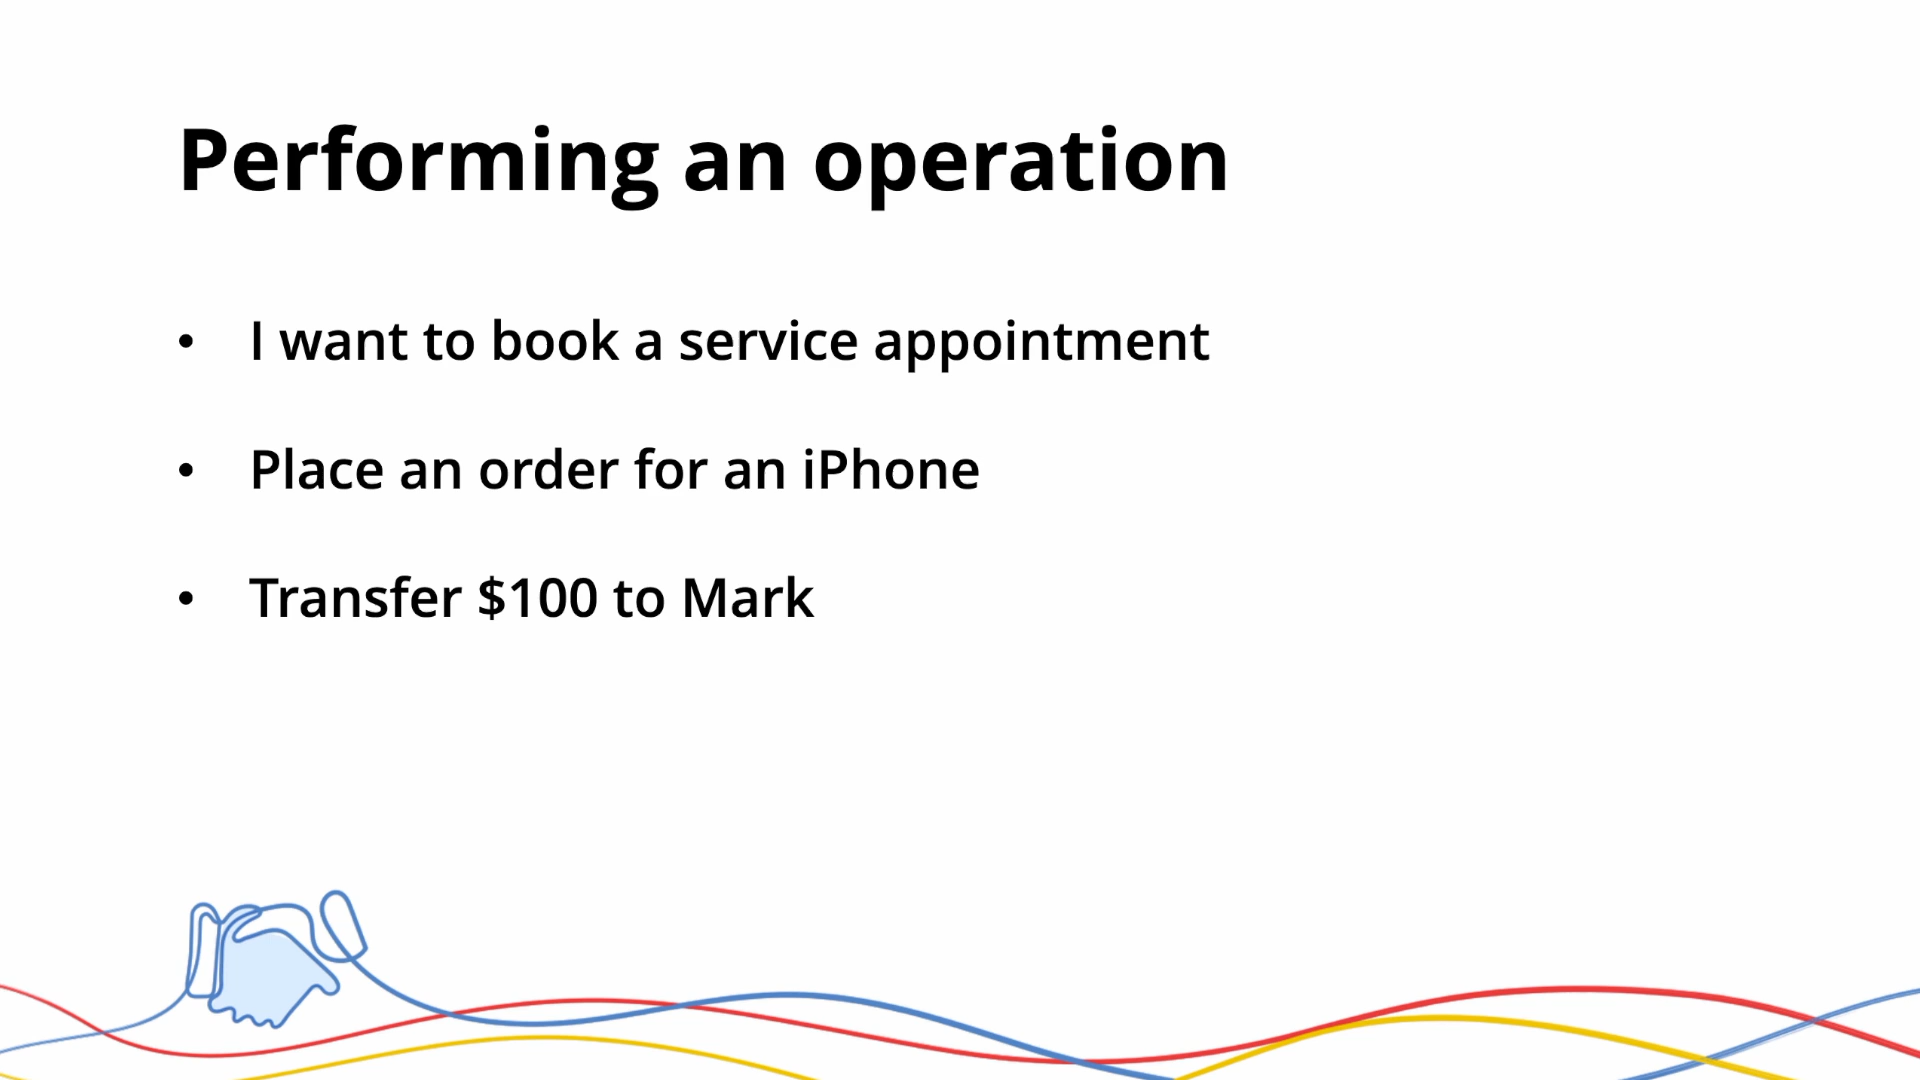 Performing an operation
• I want to book a service appointment
• Place an order for an iPhone
• Transfer $100 to Mark